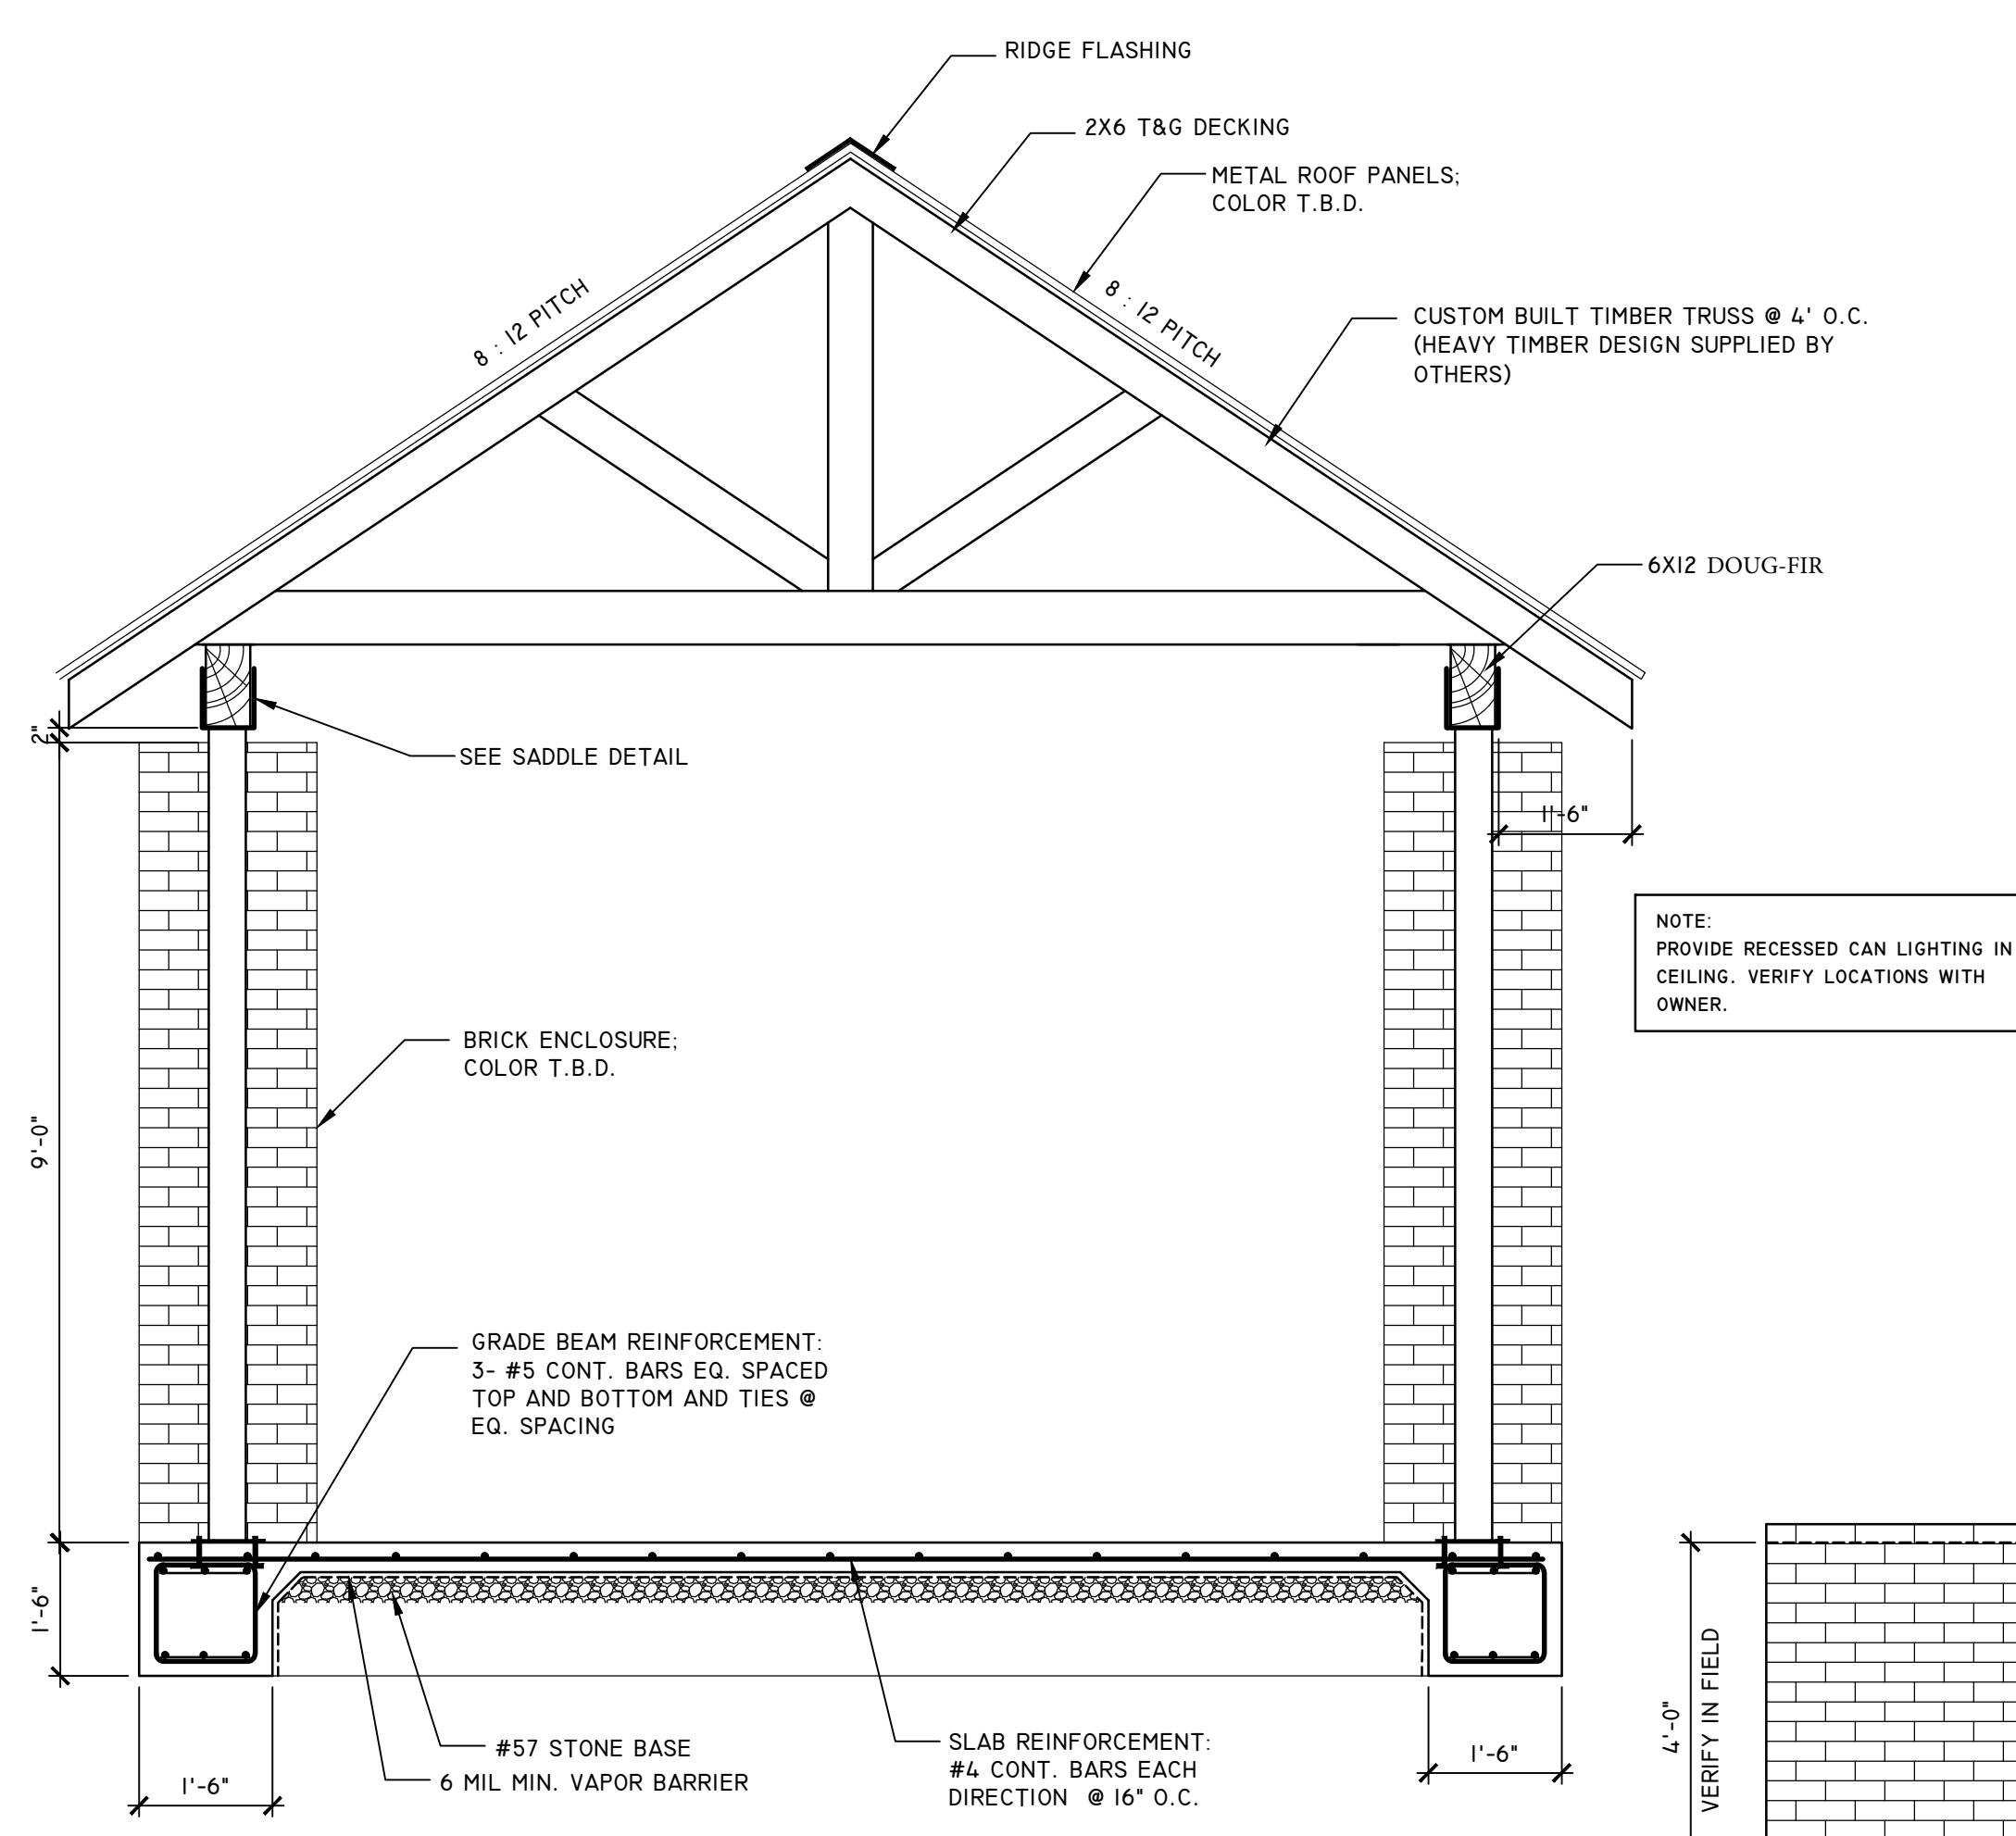 RIDGE FLASHING
2X6 T&G DECKING
METAL ROOF PANELS;
COLOR T.B.D.
8 : 12 PITCH
8 : 12 PITCH
CUSTOM BUILT TIMBER TRUSS @ 4' O.C.
(HEAVY TIMBER DESIGN SUPPLIED BY
OTHERS)
6X12 DOUG-FIR
2"
SEE SADDLE DETAIL
1'-6"
NOTE:
PROVIDE RECESSED CAN LIGHTING IN
CEILING. VERIFY LOCATIONS WITH
OWNER.
BRICK ENCLOSURE;
COLOR T.B.D.
9'-0"
GRADE BEAM REINFORCEMENT:
3- #5 CONT. BARS EQ. SPACED
TOP AND BOTTOM AND TIES @
EQ. SPACING
1'-6"
4'-0"
VERIFY IN FIELD
#57 STONE BASE
6 MIL MIN. VAPOR BARRIER
SLAB REINFORCEMENT:
#4 CONT. BARS EACH
DIRECTION @ 16" O.C.
1'-6"
1'-6"